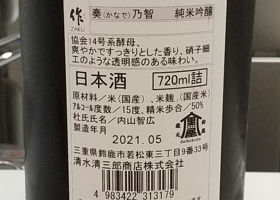 作 奏(かなで)乃智 純米吟醸
ZAKU
協会14号系酵母、
爽やかですっきりとした香り、硝子細
工のような透明感のある味わい。
日本酒 720ml詰
原材料/米(国産)、米麹(国産米)
アルコール度数/15度、精米歩合/50%
杜氏氏名/内山智広
製造年月
2021.05
三重県鈴鹿市若松東三丁目9番33号
清水清三郎商店株式会社
4 983422 313179